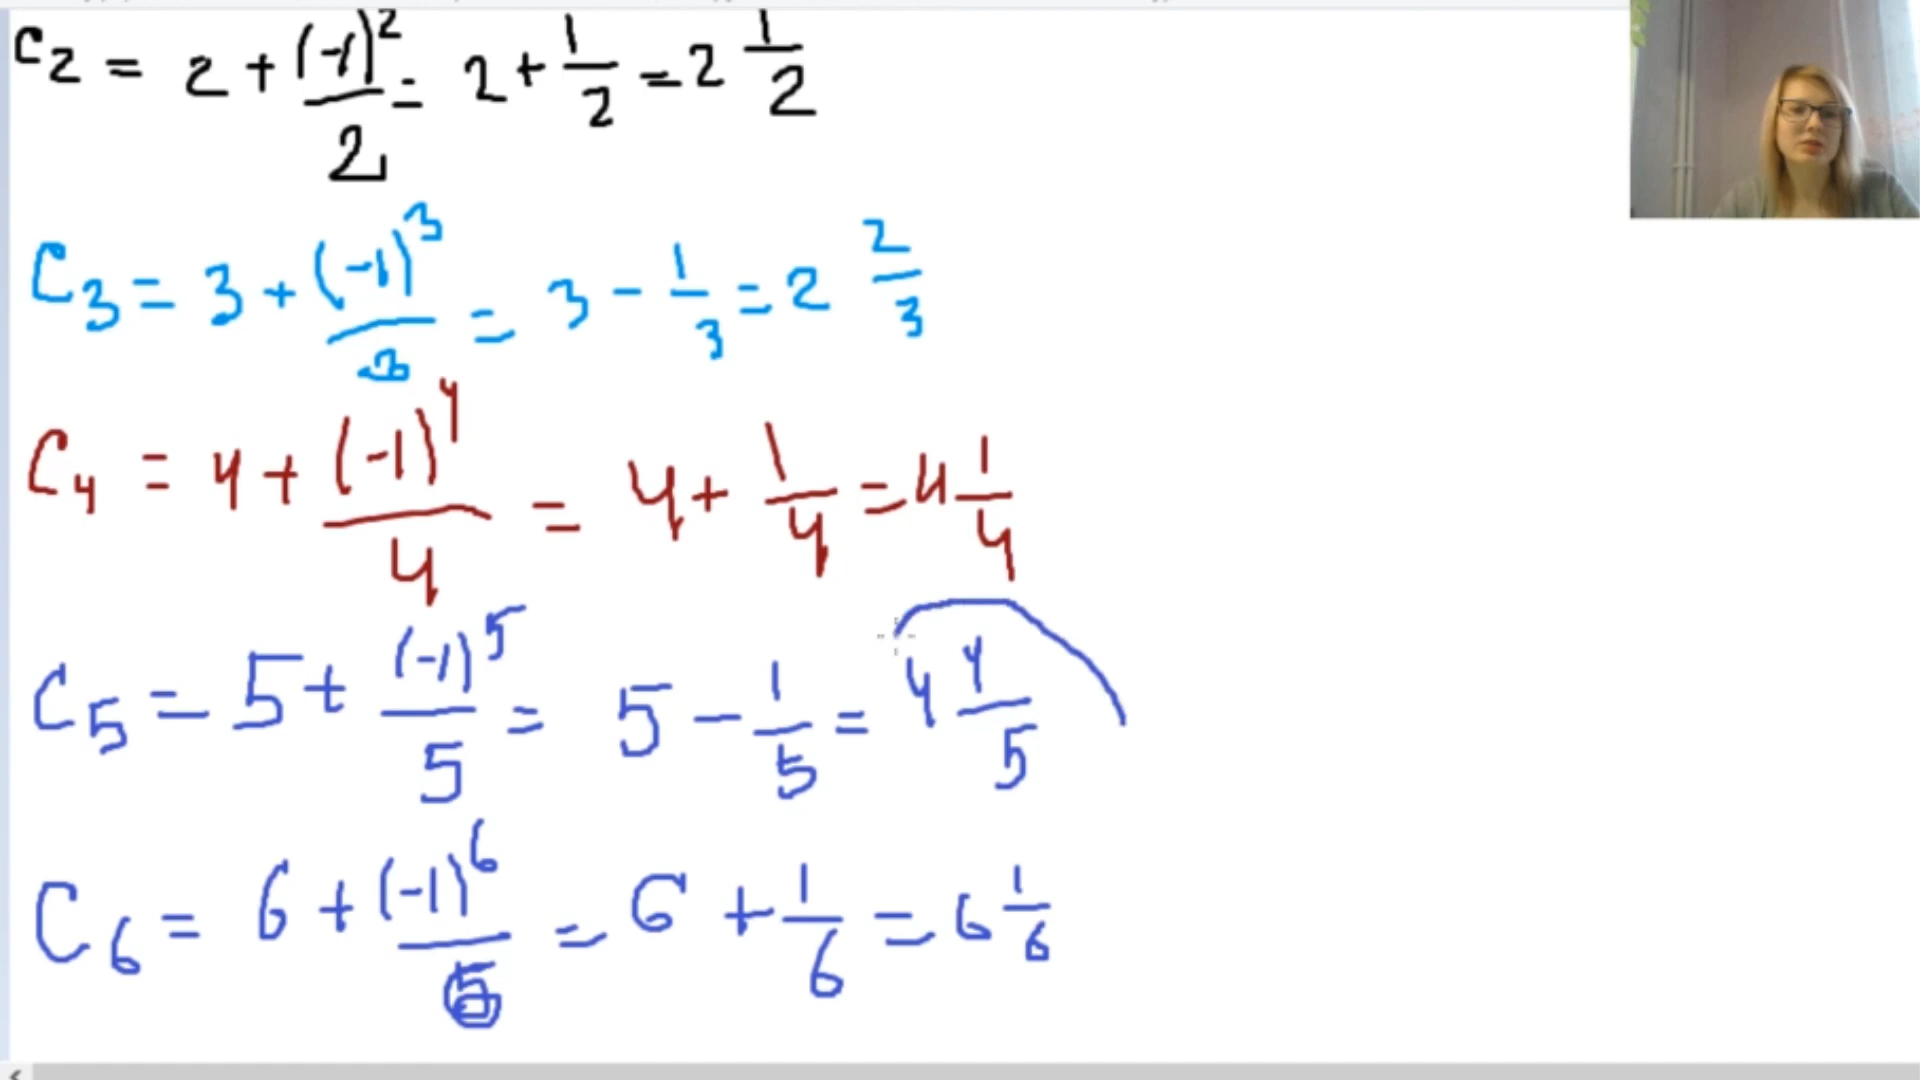 C2 = 2 + (-1)^2/2 = 2 + 1/2 = 2 1/2
C3 = 3 + (-1)^3/3 = 3 - 1/3 = 2 2/3
C4 = 4 + (-1)^4/4 = 4 + 1/4 = 4 1/4
C5 = 5 + (-1)^5/5 = 5 - 1/5 = 4 4/5
C6 = 6 + (-1)^6/6 = 6 + 1/6 = 6 1/6